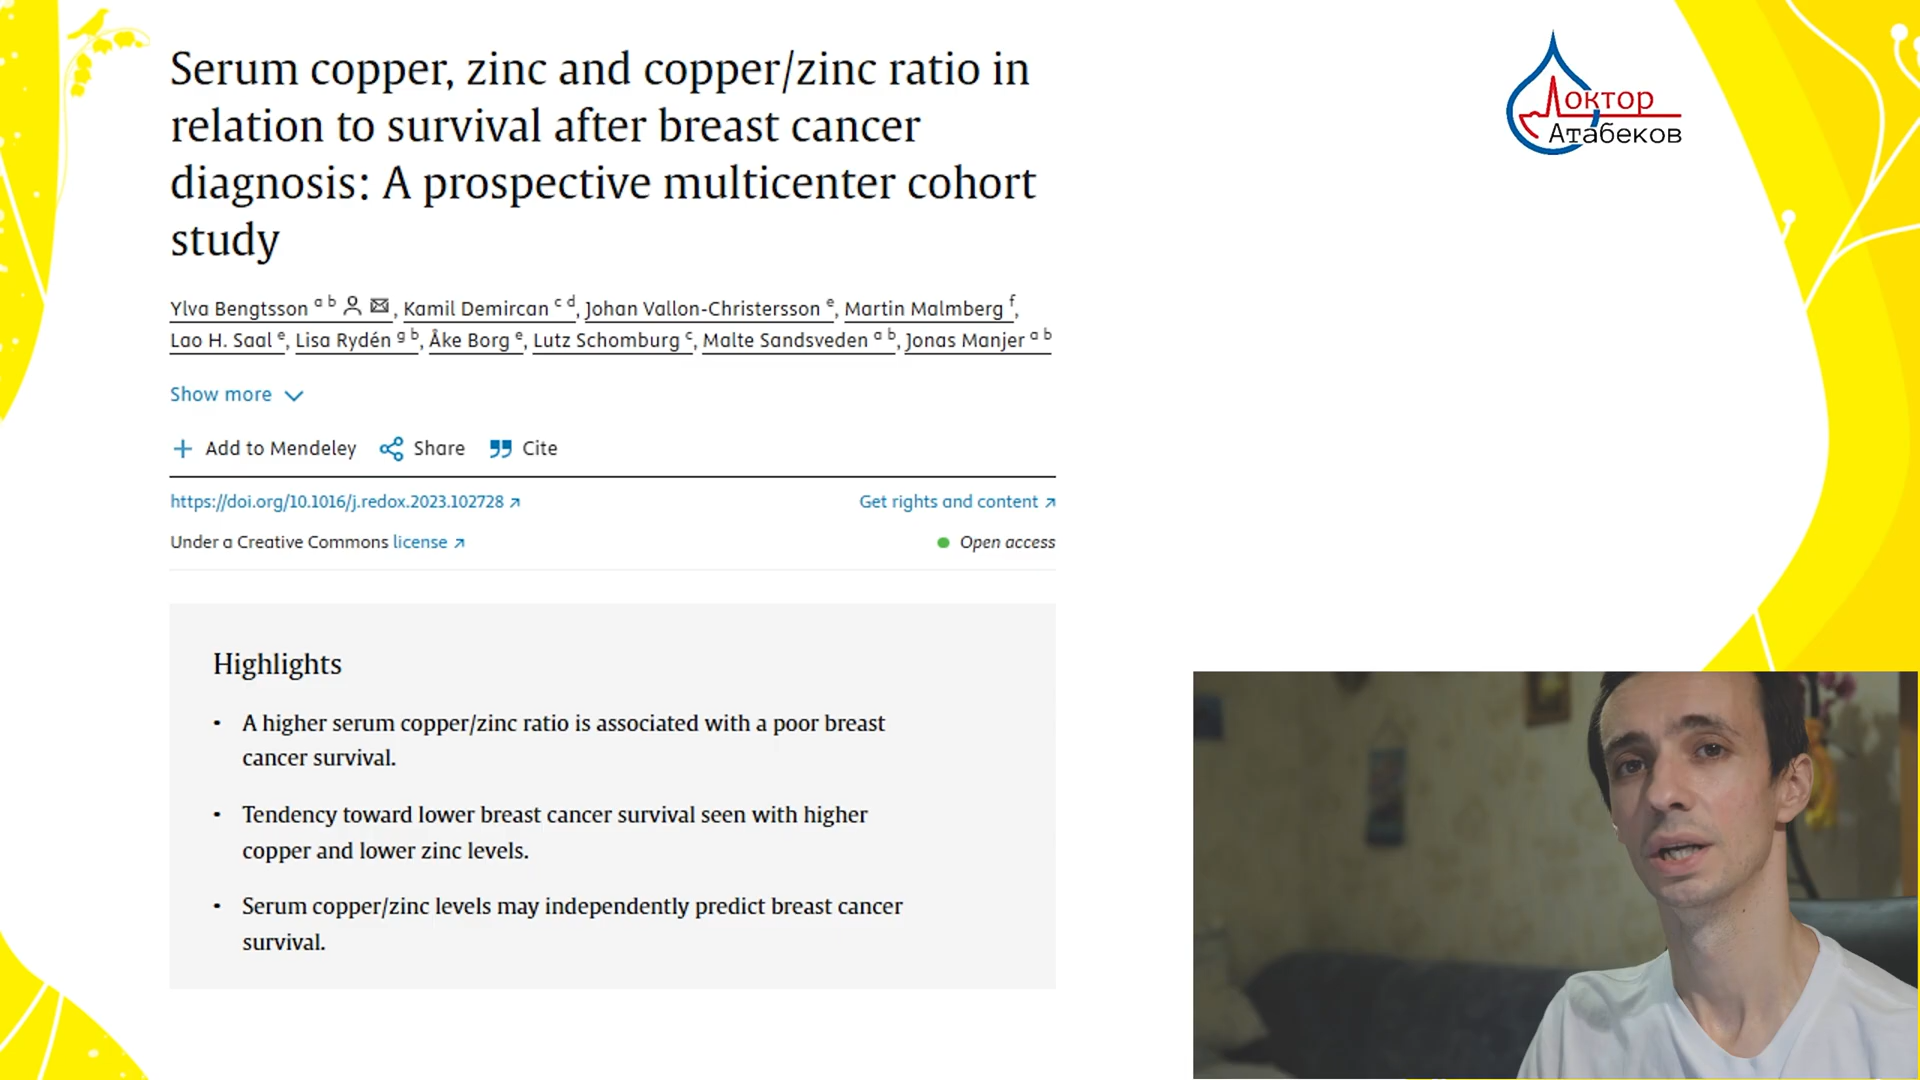 Serum copper, zinc and copper/zinc ratio in
relation to survival after breast cancer
diagnosis: A prospective multicenter cohort
study
Ylva Bengtsson a b, Kamil Demircan c d, Johan Vallon-Christersson e, Martin Malmberg f,
Lao H. Saal e, Lisa Rydén g b, Åke Borg e, Lutz Schomburg c, Malte Sandsveden a b, Jonas Manjer a b
Show more
Add to Mendeley Share Cite
https://doi.org/10.1016/j.redox.2023.102728 Get rights and content
Under a Creative Commons license Open access
Highlights
• A higher serum copper/zinc ratio is associated with a poor breast
cancer survival.
• Tendency toward lower breast cancer survival seen with higher
copper and lower zinc levels.
• Serum copper/zinc levels may independently predict breast cancer
survival.
Доктор
Атабеков